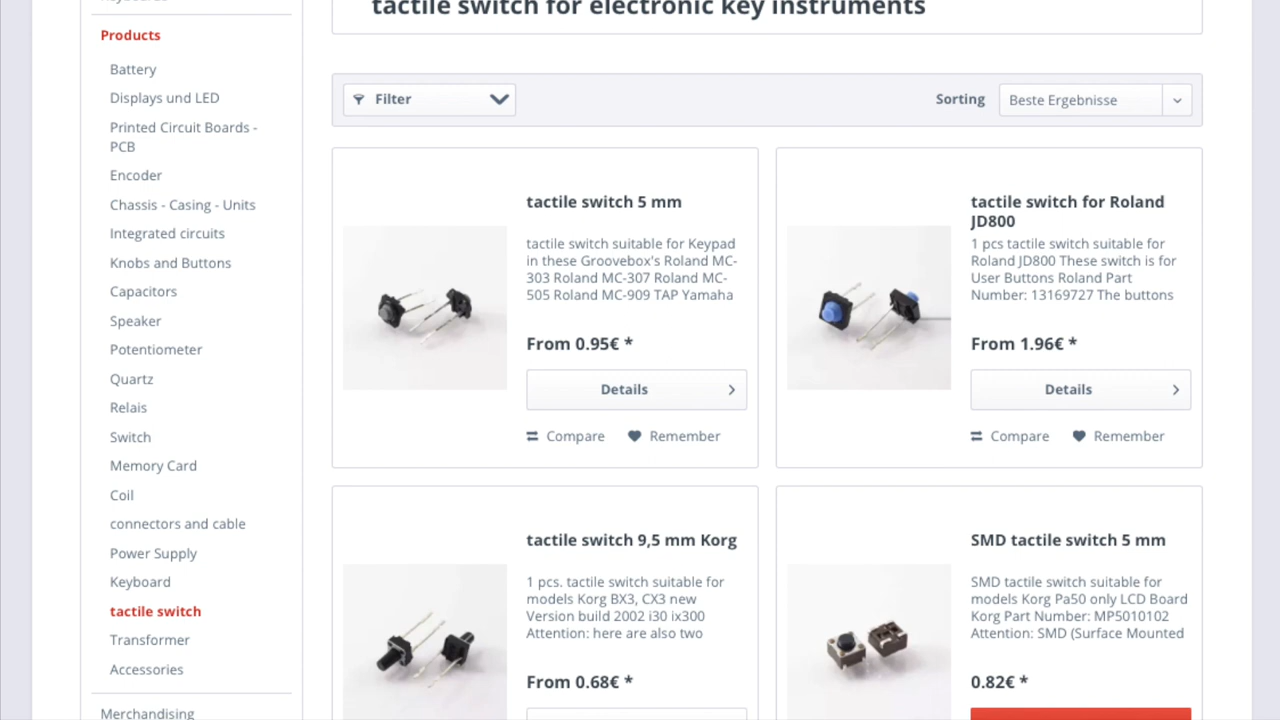 tactile switch for electronic key instruments
Products
Battery
Displays und LED
Printed Circuit Boards -
PCB
Encoder
Chassis - Casing - Units
Integrated circuits
Knobs and Buttons
Capacitors
Speaker
Potentiometer
Quartz
Relais
Switch
Memory Card
Coil
connectors and cable
Power Supply
Keyboard
tactile switch
Transformer
Accessories
Merchandising
Filter
Sorting
Beste Ergebnisse
tactile switch 5 mm
tactile switch suitable for Keypad
in these Groovebox's Roland MC-
303 Roland MC-307 Roland MC-
505 Roland MC-909 TAP Yamaha
From 0.95€ *
Details
Compare
Remember
tactile switch for Roland
JD800
1 pcs tactile switch suitable for
Roland JD800 These switch is for
User Buttons Roland Part
Number: 13169727 The buttons
From 1.96€ *
Details
Compare
Remember
tactile switch 9,5 mm Korg
1 pcs. tactile switch suitable for
models Korg BX3, CX3 new
Version build 2002 i30 ix300
Attention: here are also two
From 0.68€ *
SMD tactile switch 5 mm
SMD tactile switch suitable for
models Korg Pa50 only LCD Board
Korg Part Number: MP5010102
Attention: SMD (Surface Mounted
0.82€ *